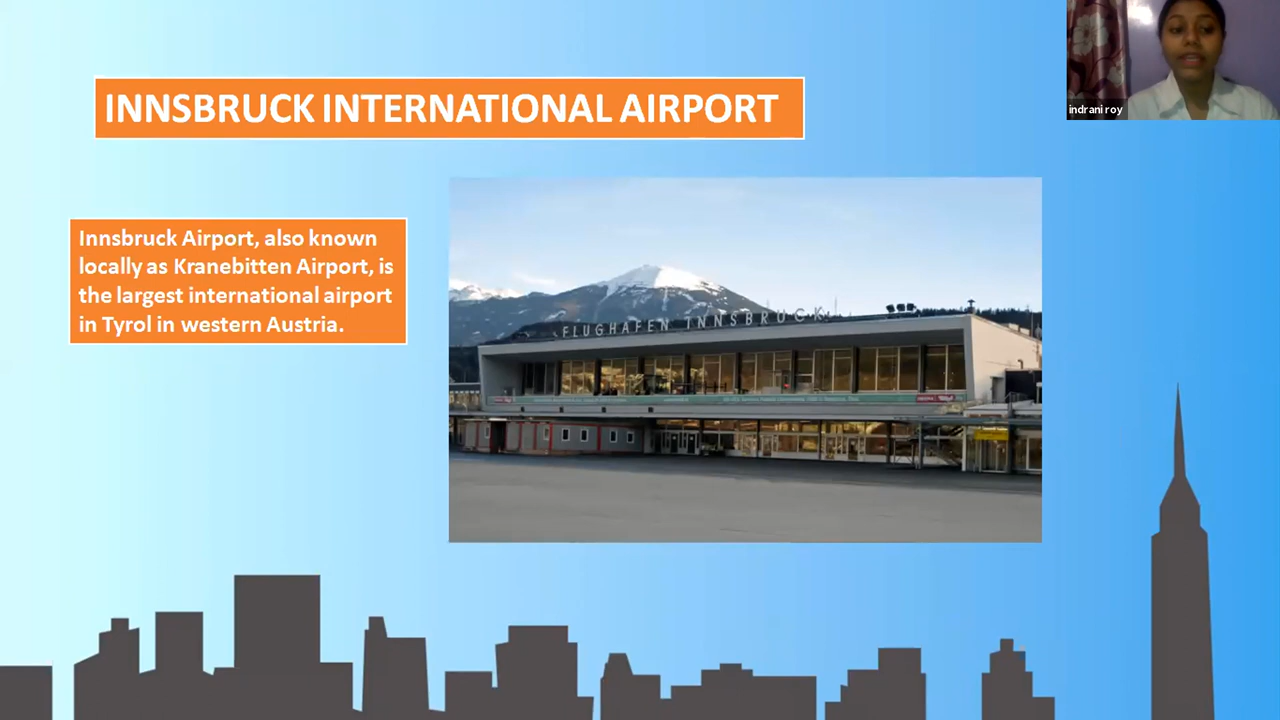 INNSBRUCK INTERNATIONAL AIRPORT
indrani roy
Innsbruck Airport, also known
locally as Kranebitten Airport, is
the largest international airport
in Tyrol in western Austria.
FLUGHAFEN INNSBRUCK